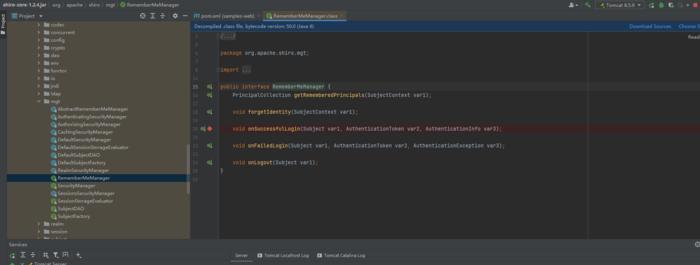 shiro-core-1.2.4.jar › org › apache › shiro › mgt › RememberMeManager
Tomcat 8.5.8
Project
pom.xml (samples-web)
RememberMeManager.class
Decompiled .class file, bytecode version: 50.0 (Java 6)
Download Sources
codec
concurrent
config
crypto
dao
env
functor
io
jndi
ldap
mgt
AbstractRememberMeManager
AuthenticatingSecurityManager
AuthorizingSecurityManager
CachingSecurityManager
DefaultSecurityManager
DefaultSessionStorageEvaluator
DefaultSubjectDAO
DefaultSubjectFactory
RealmSecurityManager
RememberMeManager
SecurityManager
SessionsSecurityManager
SessionStorageEvaluator
SubjectDAO
SubjectFactory
realm
session
/.../
package org.apache.shiro.mgt;
import ...
public interface RememberMeManager {
PrincipalCollection getRememberedPrincipals(SubjectContext var1);
void forgetIdentity(SubjectContext var1);
void onSuccessfulLogin(Subject var1, AuthenticationToken var2, AuthenticationInfo var3);
void onFailedLogin(Subject var1, AuthenticationToken var2, AuthenticationException var3);
void onLogout(Subject var1);
}
Services
Server
Tomcat Localhost Log
Tomcat Catalina Log
Tomcat Server